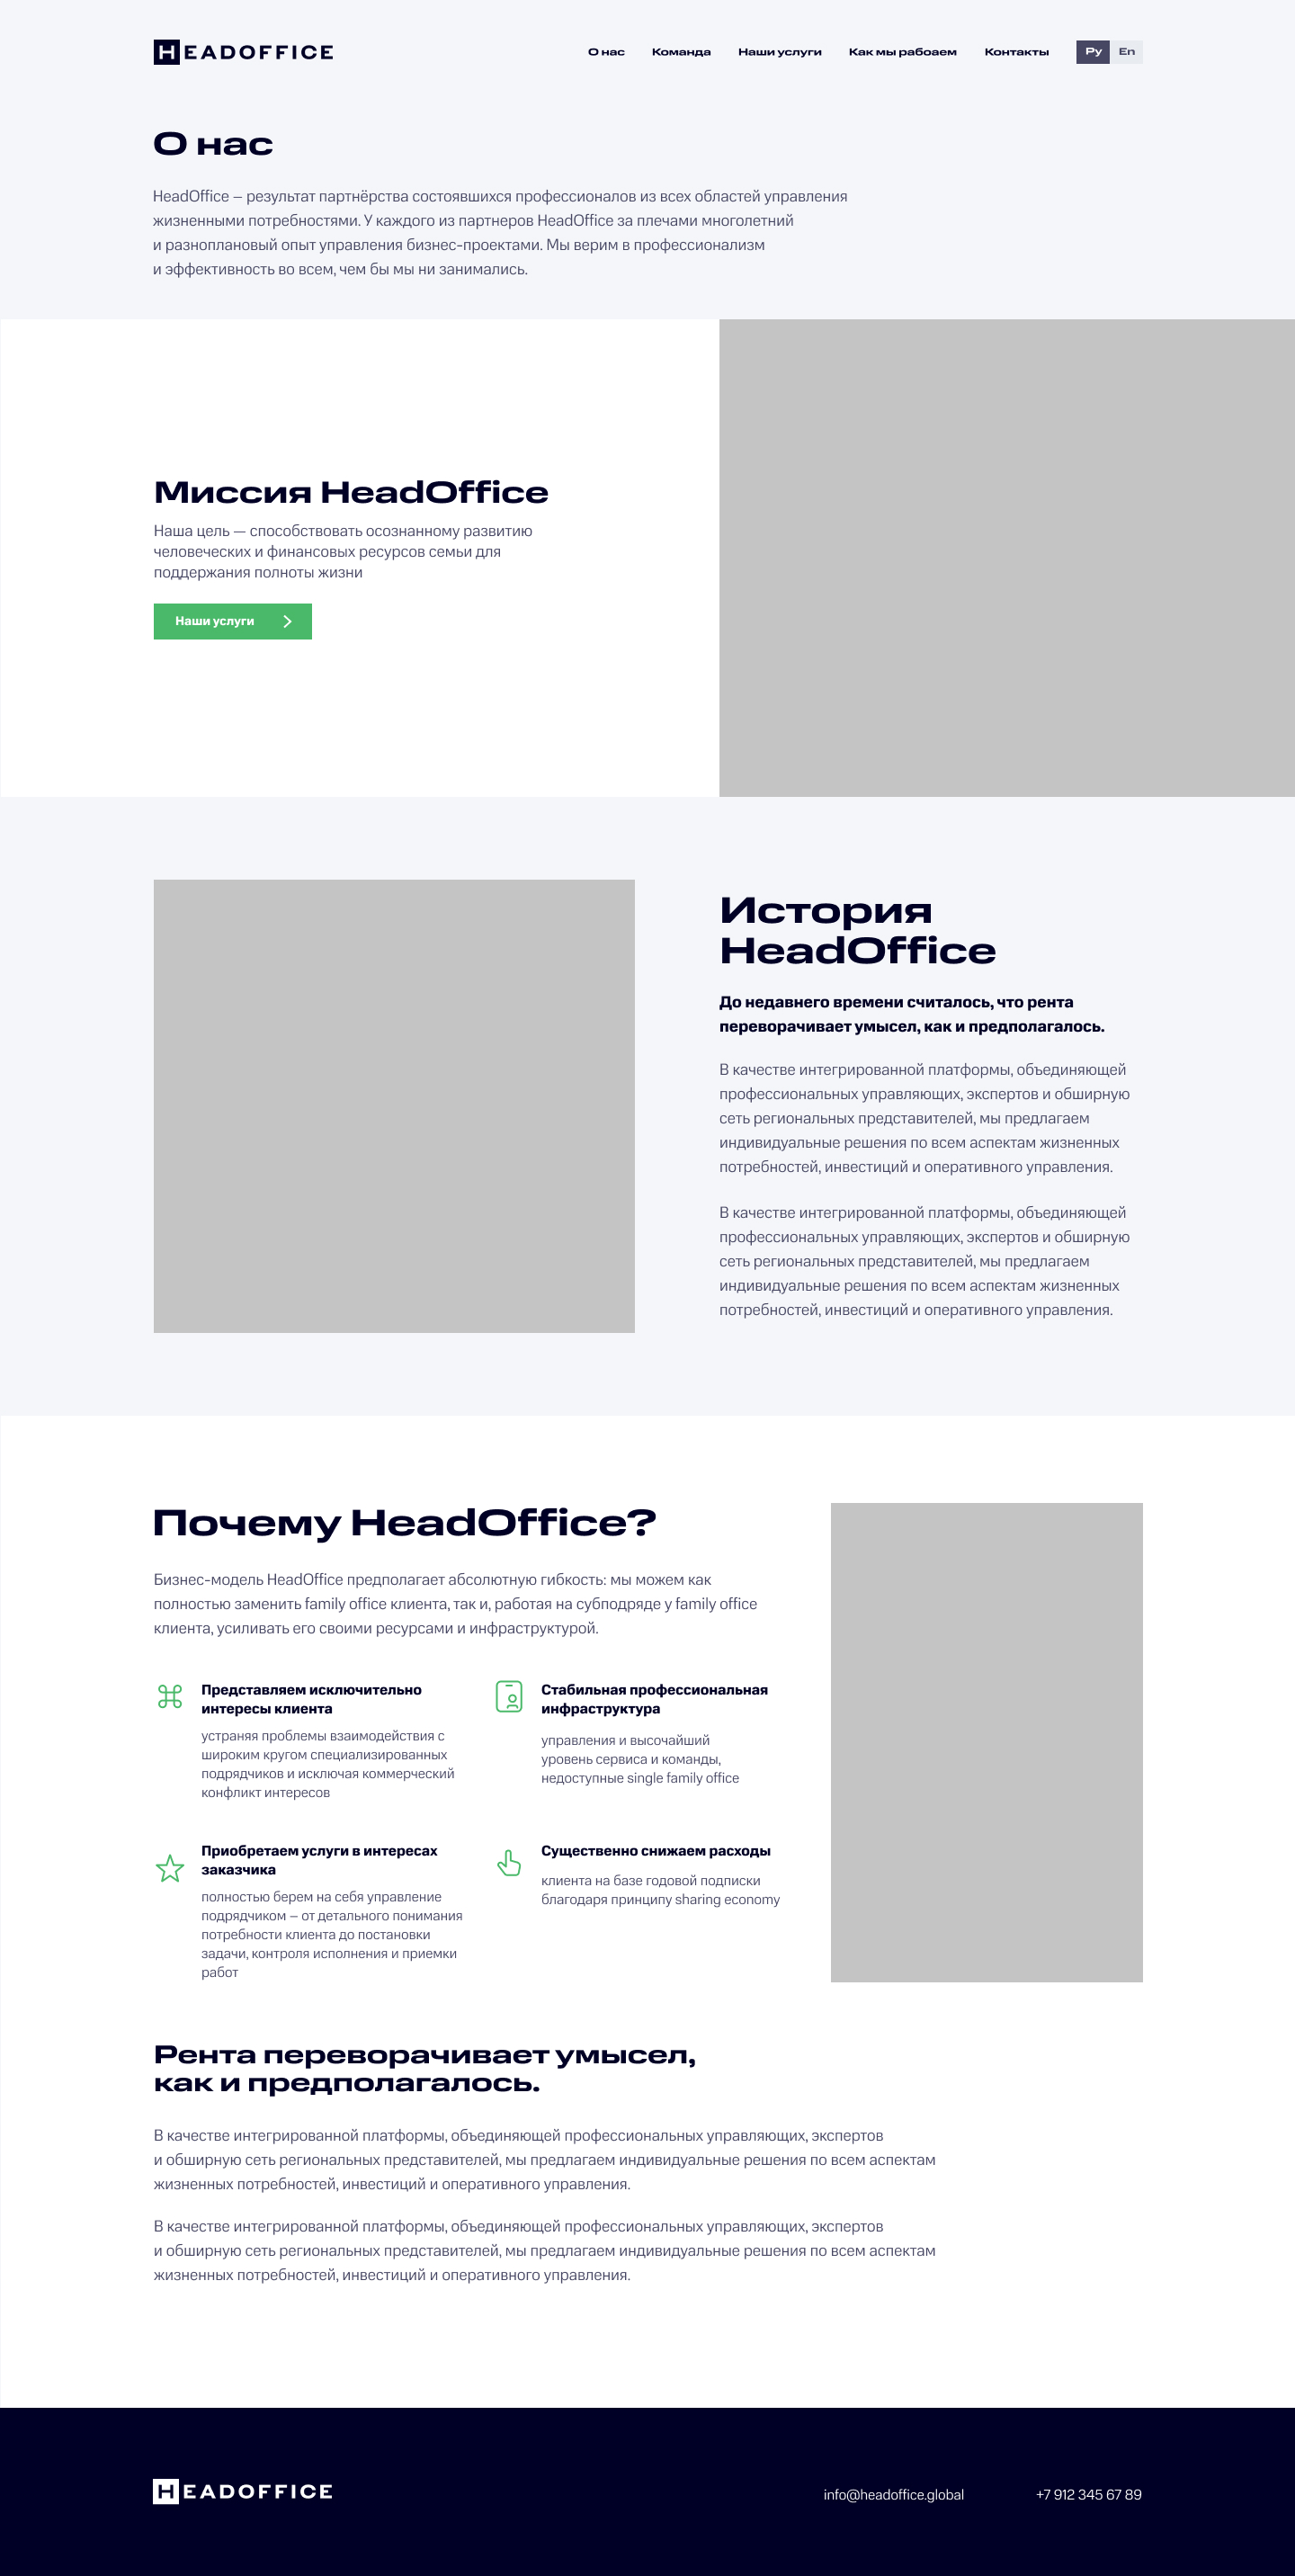 HEADOFFICE
О нас
Команда
Наши услуги
Как мы рабоаем
Контакты
Ру
En
О нас
HeadOffice – результат партнёрства состоявшихся профессионалов из всех областей управления
жизненными потребностями. У каждого из партнеров HeadOffice за плечами многолетний
и разноплановый опыт управления бизнес-проектами. Мы верим в профессионализм
и эффективность во всем, чем бы мы ни занимались.
Миссия HeadOffice
Наша цель — способствовать осознанному развитию
человеческих и финансовых ресурсов семьи для
поддержания полноты жизни
Наши услуги
История
HeadOffice
До недавнего времени считалось, что рента
переворачивает умысел, как и предполагалось.
В качестве интегрированной платформы, объединяющей
профессиональных управляющих, экспертов и обширную
сеть региональных представителей, мы предлагаем
индивидуальные решения по всем аспектам жизненных
потребностей, инвестиций и оперативного управления.
В качестве интегрированной платформы, объединяющей
профессиональных управляющих, экспертов и обширную
сеть региональных представителей, мы предлагаем
индивидуальные решения по всем аспектам жизненных
потребностей, инвестиций и оперативного управления.
Почему HeadOffice?
Бизнес-модель HeadOffice предполагает абсолютную гибкость: мы можем как
полностью заменить family office клиента, так и, работая на субподряде у family office
клиента, усиливать его своими ресурсами и инфраструктурой.
Представляем исключительно
интересы клиента
устраняя проблемы взаимодействия с
широким кругом специализированных
подрядчиков и исключая коммерческий
конфликт интересов
Стабильная профессиональная
инфраструктура
управления и высочайший
уровень сервиса и команды,
недоступные single family office
Приобретаем услуги в интересах
заказчика
полностью берем на себя управление
подрядчиком – от детального понимания
потребности клиента до постановки
задачи, контроля исполнения и приемки
работ
Существенно снижаем расходы
клиента на базе годовой подписки
благодаря принципу sharing economy
Рента переворачивает умысел,
как и предполагалось.
В качестве интегрированной платформы, объединяющей профессиональных управляющих, экспертов
и обширную сеть региональных представителей, мы предлагаем индивидуальные решения по всем аспектам
жизненных потребностей, инвестиций и оперативного управления.
В качестве интегрированной платформы, объединяющей профессиональных управляющих, экспертов
и обширную сеть региональных представителей, мы предлагаем индивидуальные решения по всем аспектам
жизненных потребностей, инвестиций и оперативного управления.
HEADOFFICE
info@headoffice.global
+7 912 345 67 89